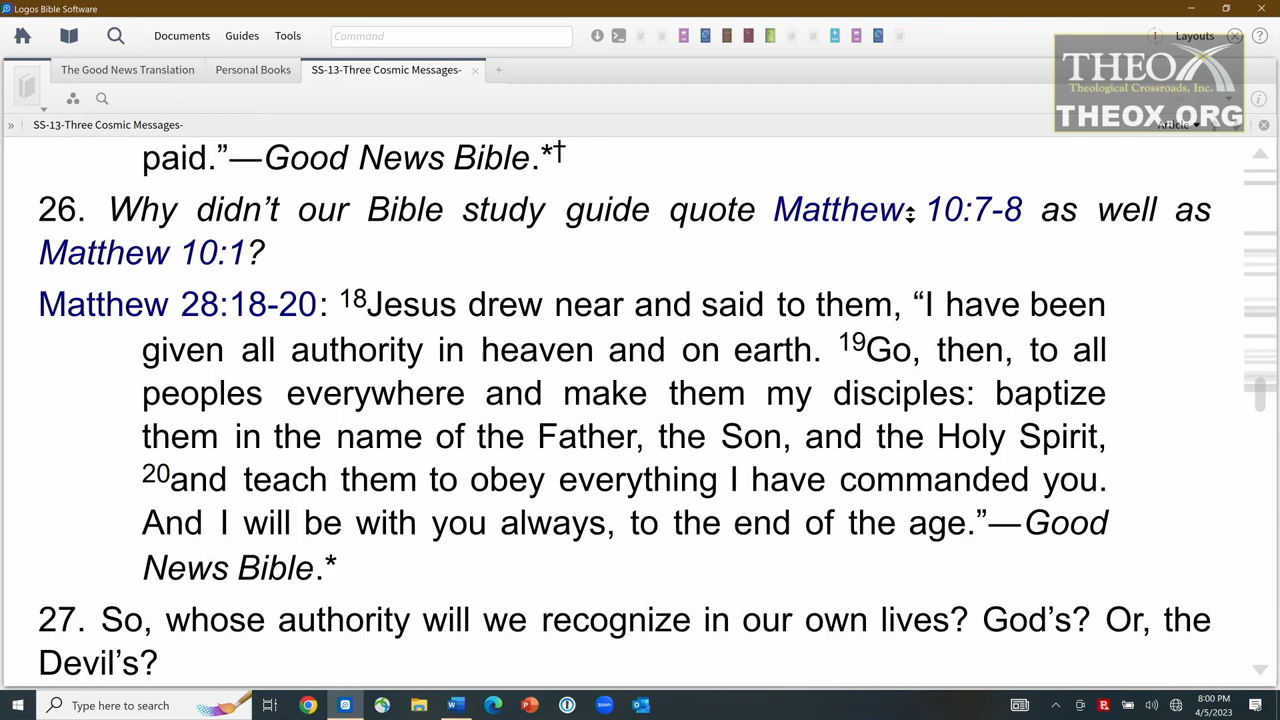 Logos Bible Software
Documents Guides Tools Command Layouts
The Good News Translation Personal Books SS-13-Three Cosmic Messages-
THEOX
Theological Crossroads, Inc.
THEOX.ORG
SS-13-Three Cosmic Messages- Article
paid.”—Good News Bible.*†
26. Why didn’t our Bible study guide quote Matthew 10:7-8 as well as
Matthew 10:1?
Matthew 28:18-20: 18Jesus drew near and said to them, “I have been
given all authority in heaven and on earth. 19Go, then, to all
peoples everywhere and make them my disciples: baptize
them in the name of the Father, the Son, and the Holy Spirit,
20and teach them to obey everything I have commanded you.
And I will be with you always, to the end of the age.”—Good
News Bible.*
27. So, whose authority will we recognize in our own lives? God’s? Or, the
Devil’s?
Type here to search
8:00 PM
4/5/2023